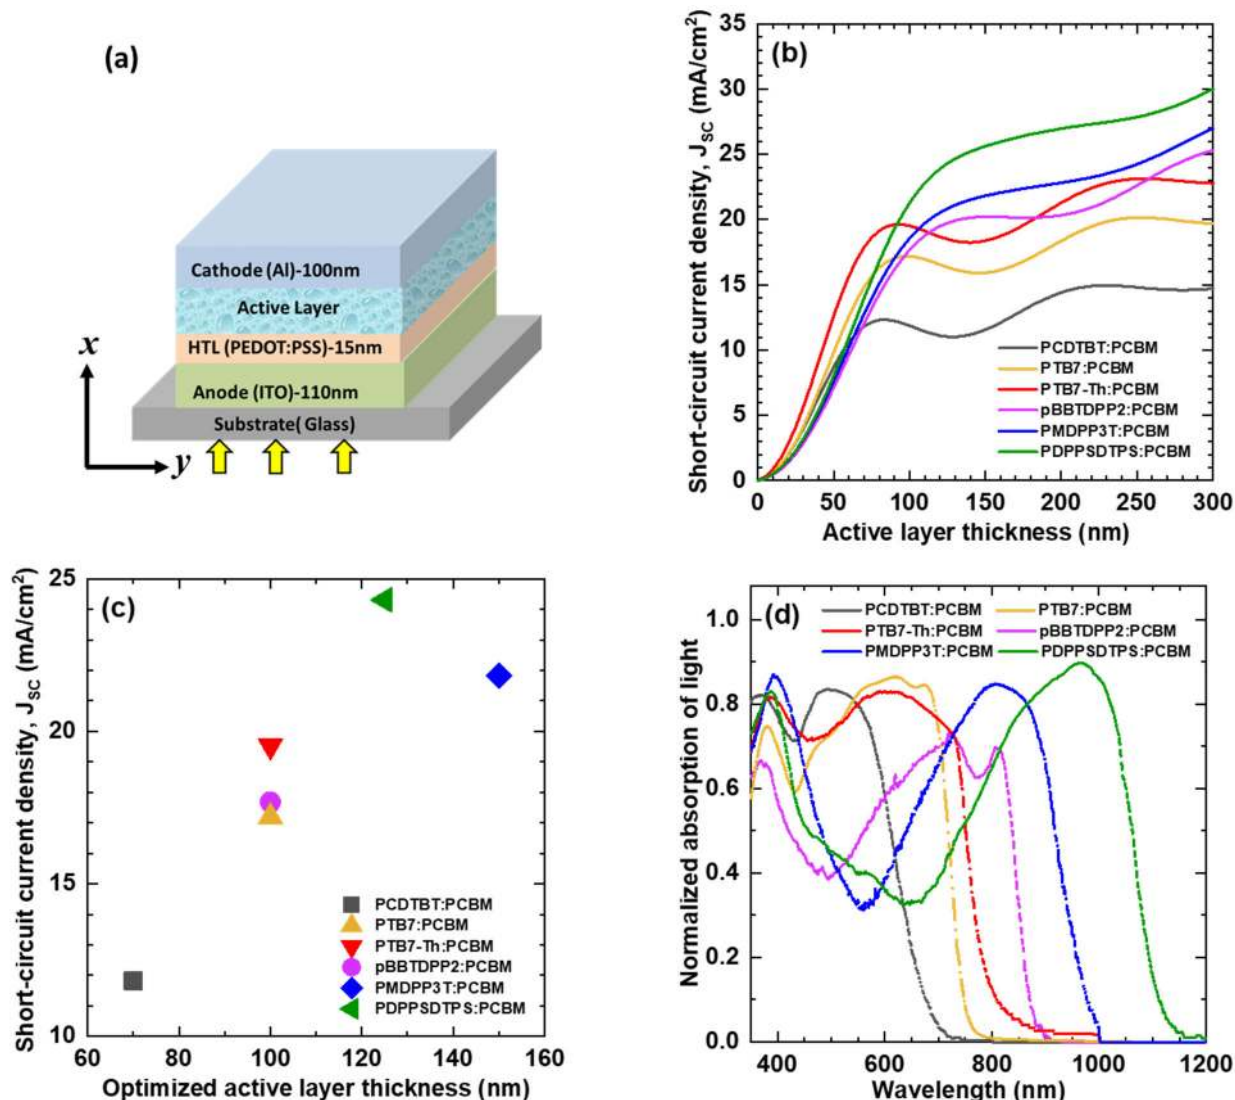 (a)
Cathode (Al)-100nm
Active Layer
HTL (PEDOT:PSS)-15nm
Anode (ITO)-110nm
Substrate( Glass)
x
y
(b)
Short-circuit current density, JSC (mA/cm²)
35
30
25
20
15
10
5
0
PCDTBT:PCBM
PTB7:PCBM
PTB7-Th:PCBM
pBBTDPP2:PCBM
PMDPP3T:PCBM
PDPPSDTPS:PCBM
0 50 100 150 200 250 300
Active layer thickness (nm)
(c)
Short-circuit current density, JSC (mA/cm²)
25
20
15
10
PCDTBT:PCBM
PTB7:PCBM
PTB7-Th:PCBM
pBBTDPP2:PCBM
PMDPP3T:PCBM
PDPPSDTPS:PCBM
60 80 100 120 140 160
Optimized active layer thickness (nm)
(d)
Normalized absorption of light
1.0
0.8
0.6
0.4
0.2
0.0
PCDTBT:PCBM PTB7:PCBM
PTB7-Th:PCBM pBBTDPP2:PCBM
PMDPP3T:PCBM PDPPSDTPS:PCBM
400 600 800 1000 1200
Wavelength (nm)